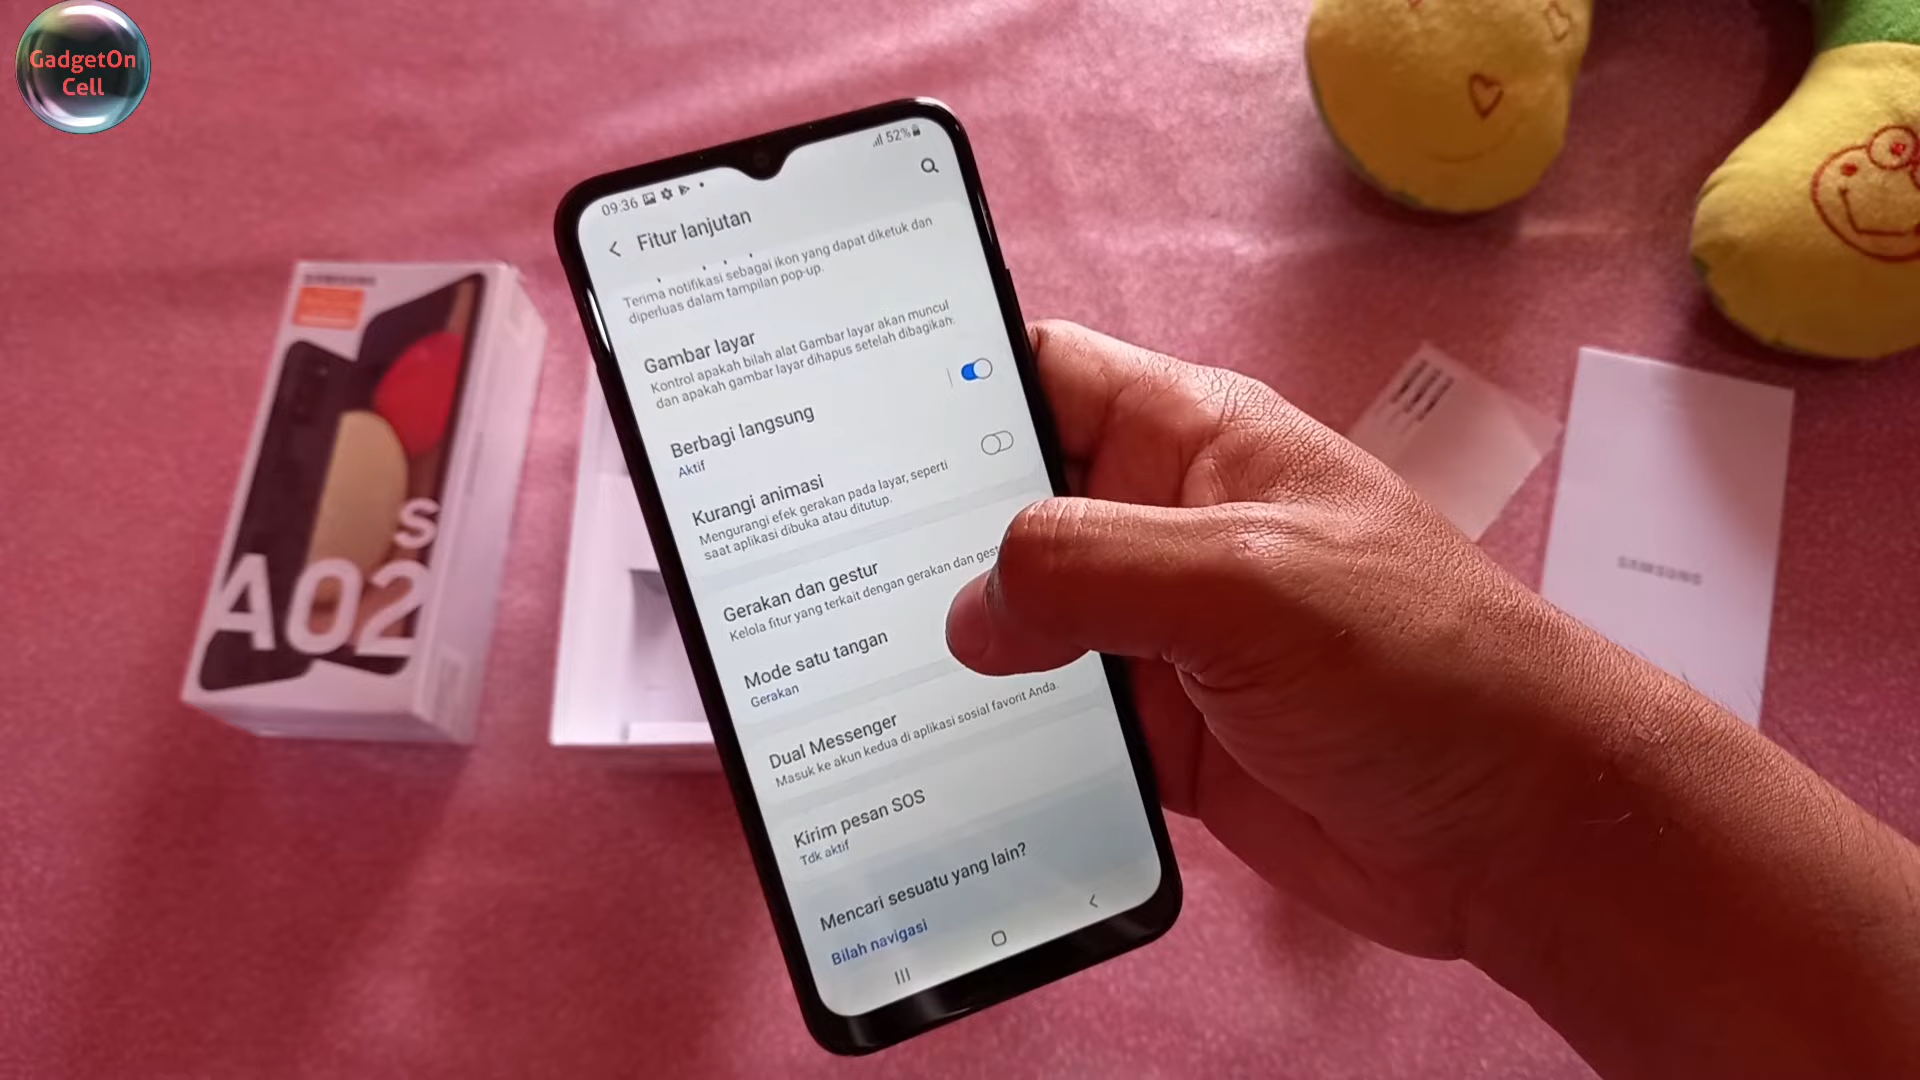 GadgetOn
Cell
09:36
52%
Fitur lanjutan
Terima notifikasi sebagai ikon yang dapat diketuk dan
diperluas dalam tampilan pop-up.
Gambar layar
Kontrol apakah bilah alat Gambar layar akan muncul
dan apakah gambar layar dihapus setelah dibagikan.
Berbagi langsung
Aktif
Kurangi animasi
Mengurangi efek gerakan pada layar, seperti
saat aplikasi dibuka atau ditutup.
Gerakan dan gestur
Kelola fitur yang terkait dengan gerakan dan gest
Mode satu tangan
Gerakan
Dual Messenger
Masuk ke akun kedua di aplikasi sosial favorit Anda.
Kirim pesan SOS
Tdk aktif
Mencari sesuatu yang lain?
Bilah navigasi
SAMSUNG
A02s
SAMSUNG